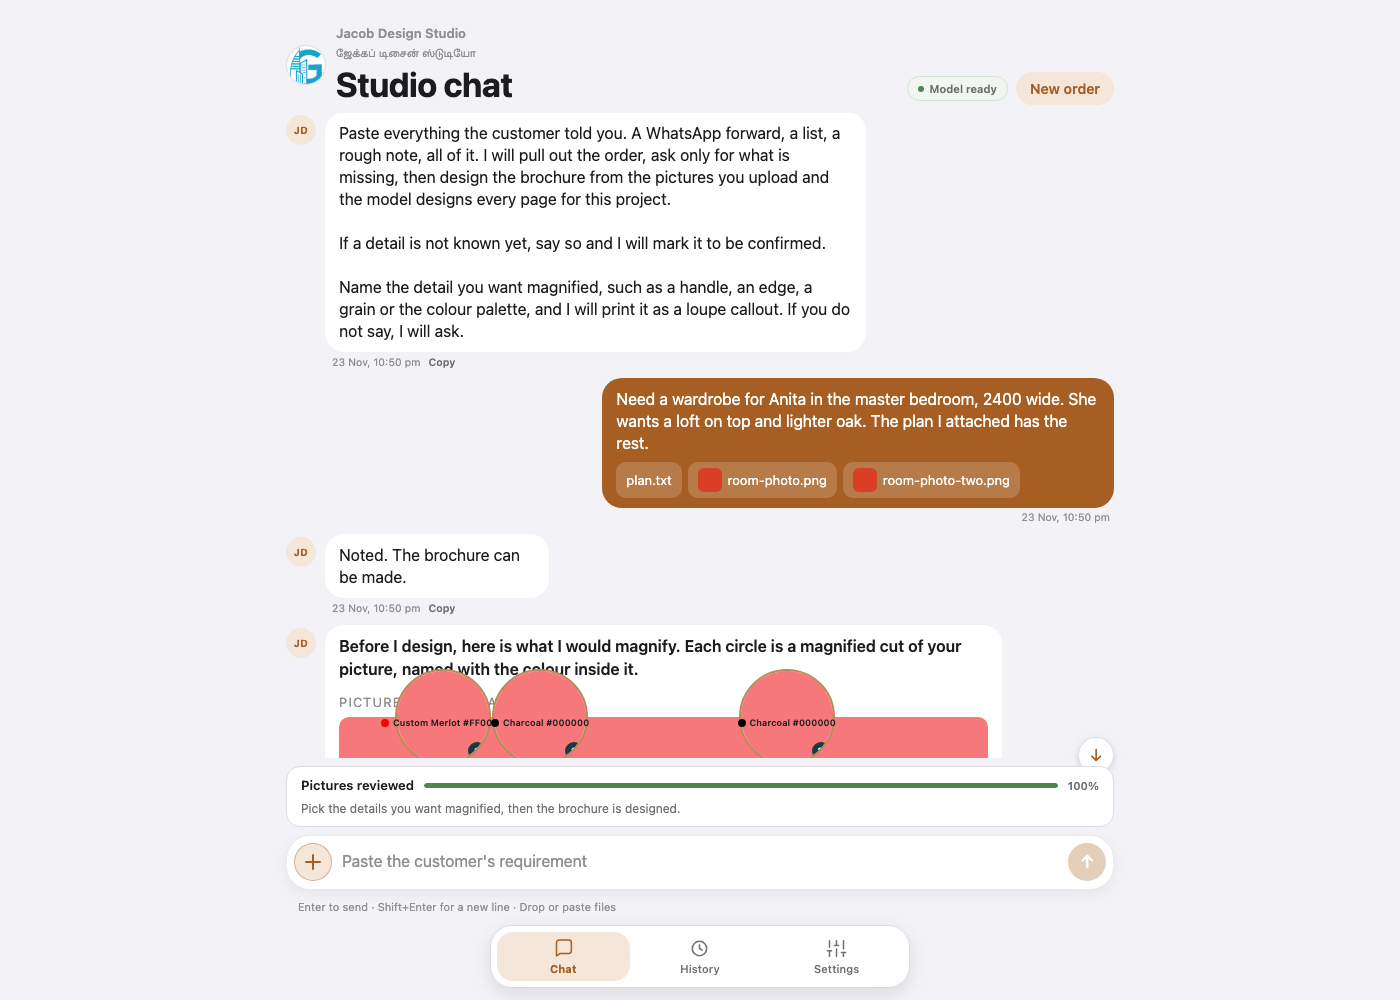 Jacob Design Studio
ஜேக்கப் டிசைன் ஸ்டுடியோ
Studio chat
Model ready
New order
JD
Paste everything the customer told you. A WhatsApp forward, a list, a
rough note, all of it. I will pull out the order, ask only for what is
missing, then design the brochure from the pictures you upload and
the model designs every page for this project.
If a detail is not known yet, say so and I will mark it to be confirmed.
Name the detail you want magnified, such as a handle, an edge, a
grain or the colour palette, and I will print it as a loupe callout. If you do
not say, I will ask.
23 Nov, 10:50 pm Copy
Need a wardrobe for Anita in the master bedroom, 2400 wide. She
wants a loft on top and lighter oak. The plan I attached has the
rest.
plan.txt room-photo.png room-photo-two.png
23 Nov, 10:50 pm
JD
Noted. The brochure can
be made.
23 Nov, 10:50 pm Copy
JD
Before I design, here is what I would magnify. Each circle is a magnified cut of your
picture, named with the colour inside it.
PICTURE
Custom Merlot #FF00 Charcoal #000000 Charcoal #000000
Pictures reviewed 100%
Pick the details you want magnified, then the brochure is designed.
Paste the customer's requirement
Enter to send · Shift+Enter for a new line · Drop or paste files
Chat History Settings